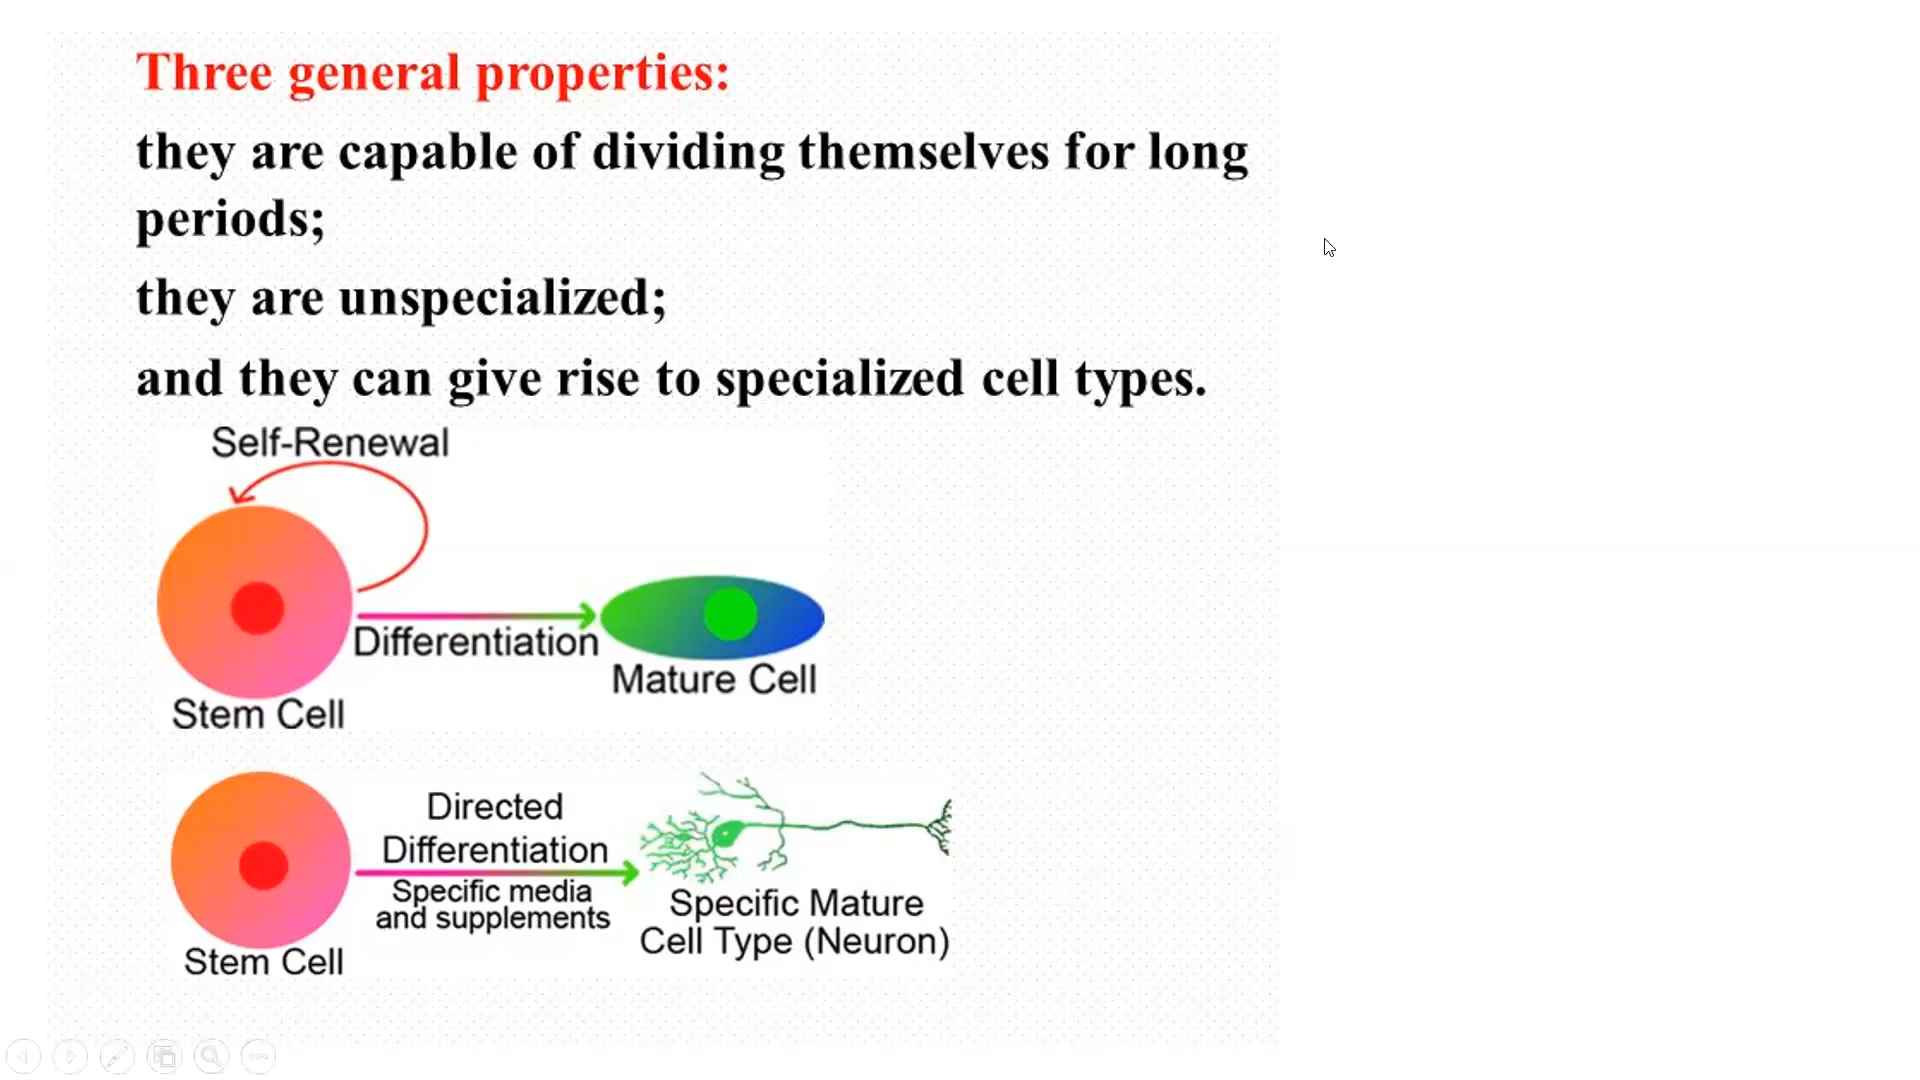 Three general properties:
they are capable of dividing themselves for long
periods;
they are unspecialized;
and they can give rise to specialized cell types.
Self-Renewal
Differentiation
Mature Cell
Stem Cell
Directed
Differentiation
Specific media
and supplements
Specific Mature
Cell Type (Neuron)
Stem Cell